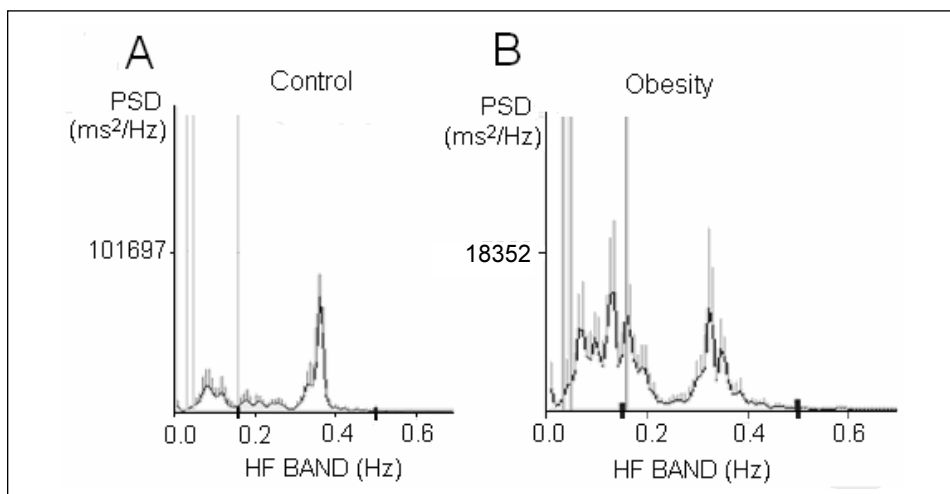 A
Control
PSD
(ms²/Hz)
101697
0.0 0.2 0.4 0.6
HF BAND (Hz)
B
Obesity
PSD
(ms²/Hz)
18352
0.0 0.2 0.4 0.6
HF BAND (Hz)